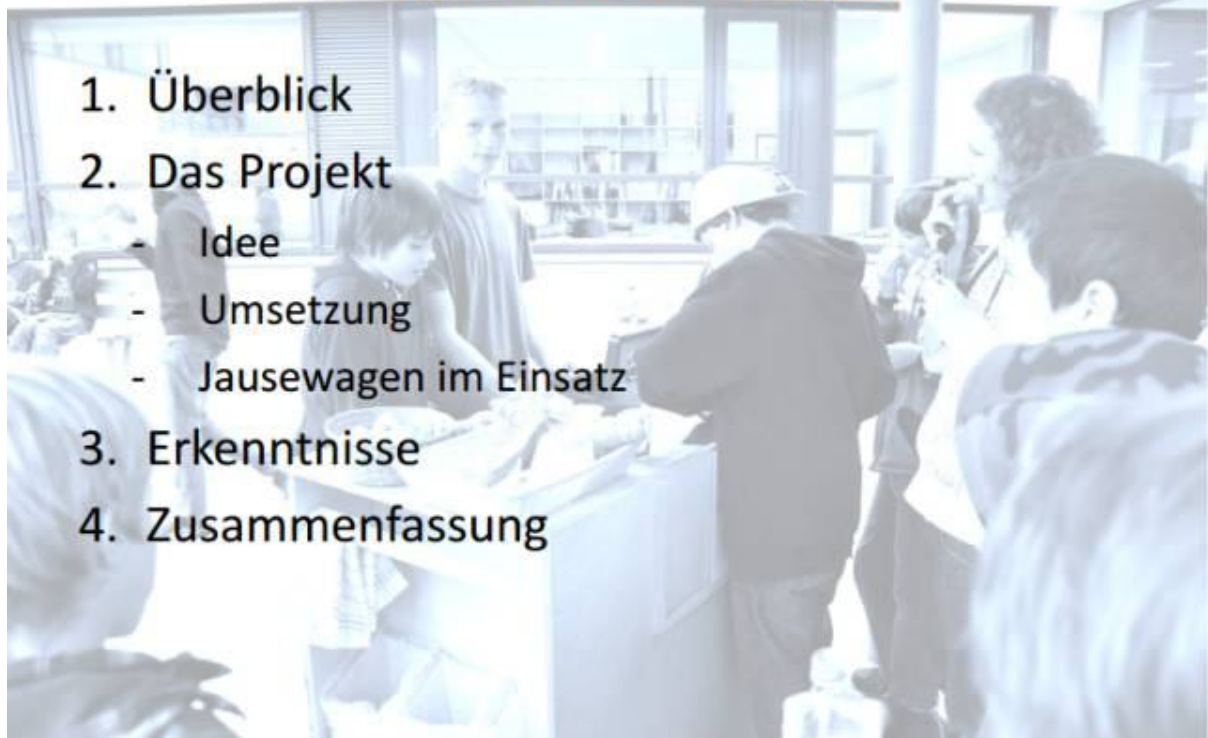 1. Überblick
2. Das Projekt
- Idee
- Umsetzung
- Jausewagen im Einsatz
3. Erkenntnisse
4. Zusammenfassung